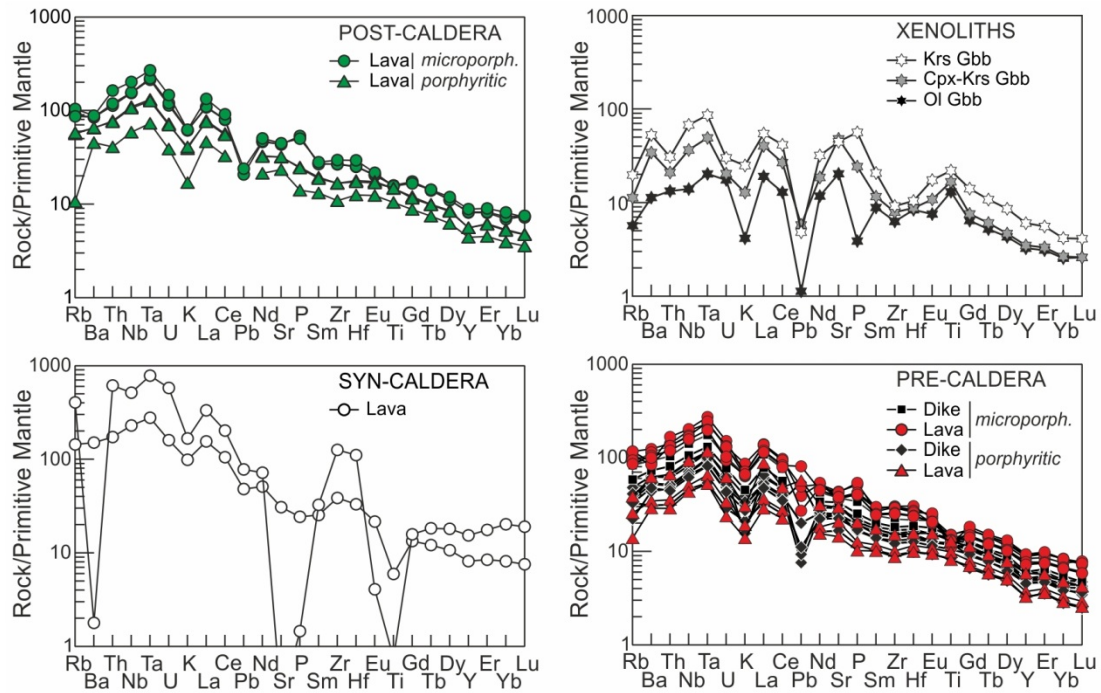 POST-CALDERA
Lava| microporph.
Lava| porphyritic
Rock/Primitive Mantle
1000
100
10
1
Rb Th Ta K Ce Nd P Zr Eu Gd Dy Er Lu
Ba Nb U La Pb Sr Sm Hf Ti Tb Y Yb
XENOLITHS
Krs Gbb
Cpx-Krs Gbb
Ol Gbb
Rock/Primitive Mantle
1000
100
10
1
Rb Th Ta K Ce Nd P Zr Eu Gd Dy Er Lu
Ba Nb U La Pb Sr Sm Hf Ti Tb Y Yb
SYN-CALDERA
Lava
Rock/Primitive Mantle
1000
100
10
1
Rb Th Ta K Ce Nd P Zr Eu Gd Dy Er Lu
Ba Nb U La Pb Sr Sm Hf Ti Tb Y Yb
PRE-CALDERA
Dike
Lava
microporph.
Dike
Lava
porphyritic
Rock/Primitive Mantle
1000
100
10
1
Rb Th Ta K Ce Nd P Zr Eu Gd Dy Er Lu
Ba Nb U La Pb Sr Sm Hf Ti Tb Y Yb